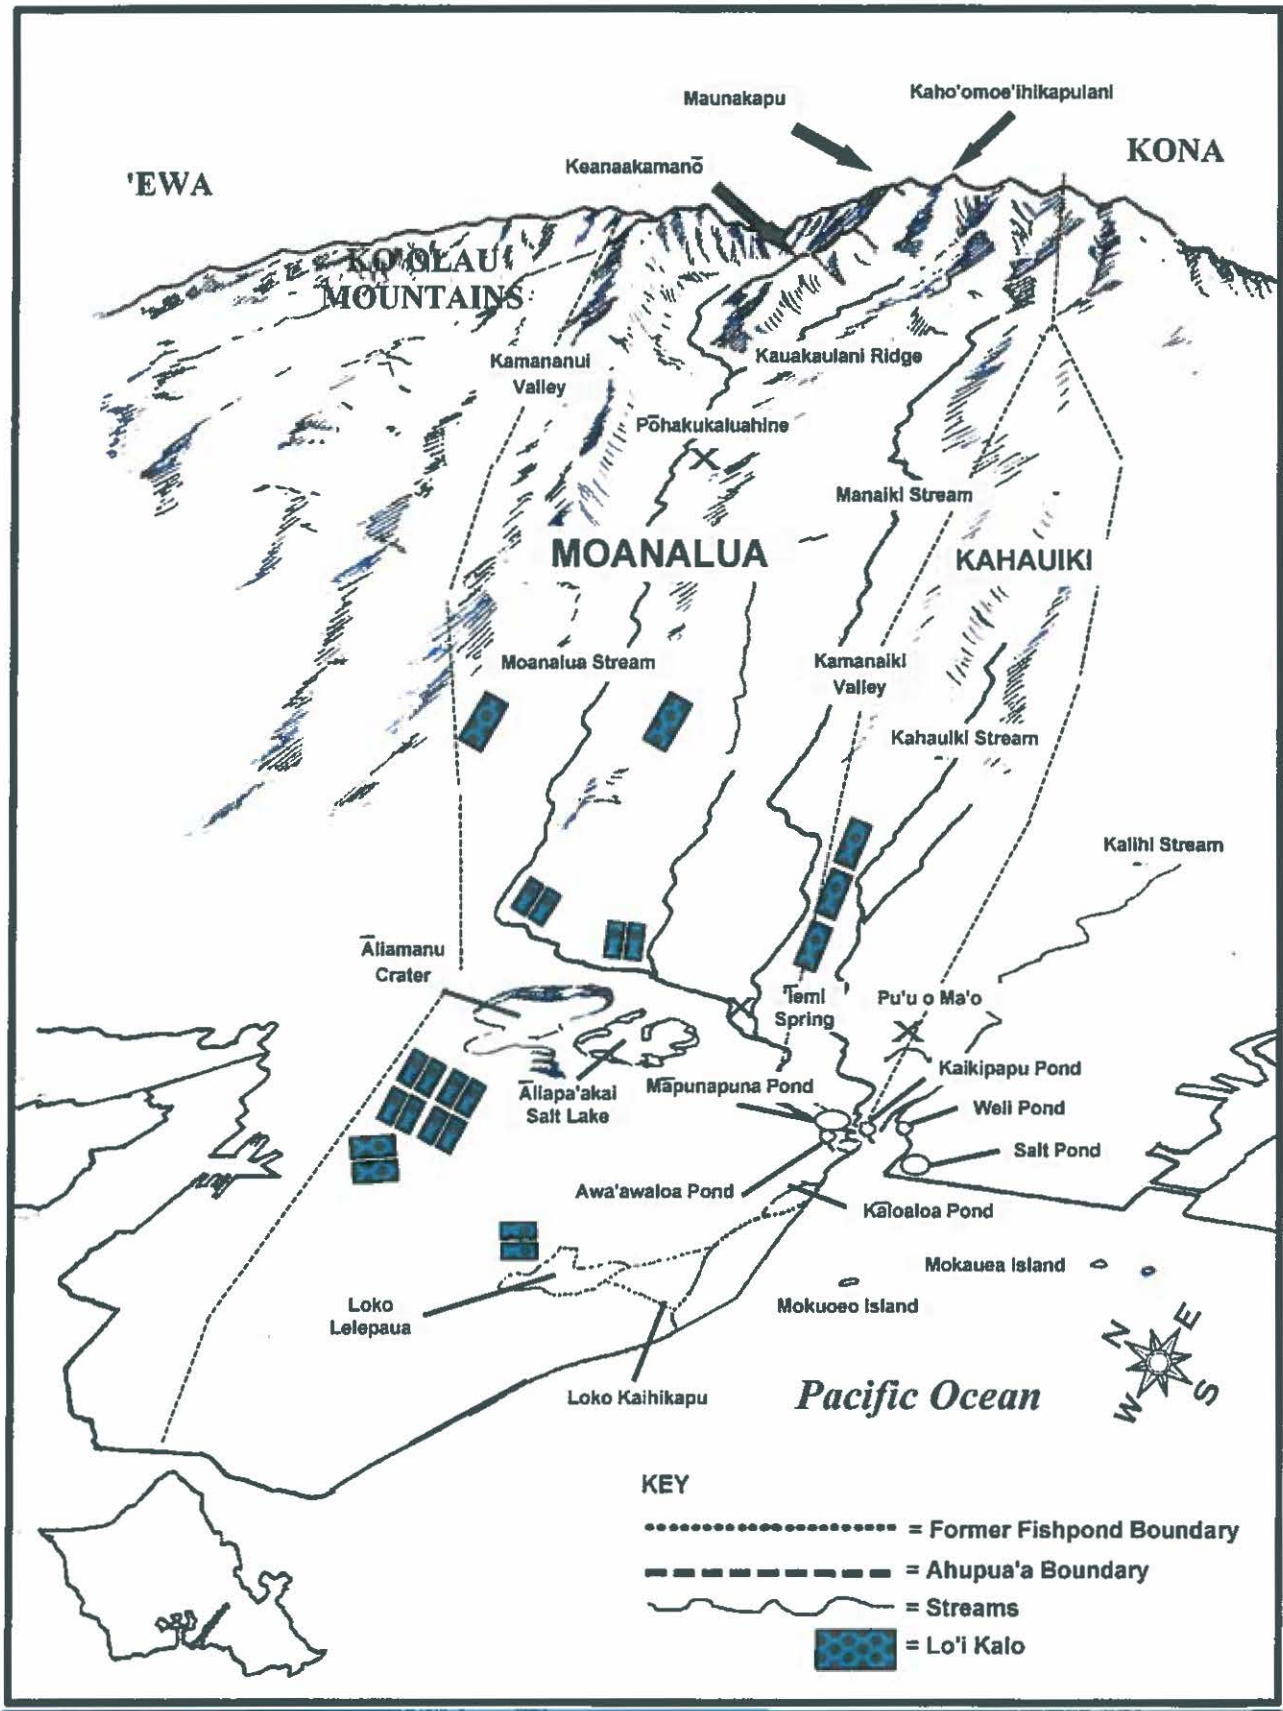 Maunakapu
Kaho'omoe'ihikapulani
KONA
Keanaakamanō
'EWA
KO'OLAU
MOUNTAINS
Kamananui
Valley
Kauakaulani Ridge
Pōhakukaluahine
Manaiki Stream
MOANALUA
KAHAUIKI
Moanalua Stream
Kamanaiki
Valley
Kahauiki Stream
Kalihi Stream
Āliamanu
Crater
'Iemi
Spring
Pu'u o Ma'o
Kaikipapu Pond
Āliapa'akai
Salt Lake
Māpunapuna Pond
Weli Pond
Salt Pond
Awa'awaloa Pond
Kaloaloa Pond
Mokauea Island
Mokuoeo Island
Loko
Lelepaua
Loko Kaihikapu
Pacific Ocean
N
E
W
S
KEY
= Former Fishpond Boundary
= Ahupua'a Boundary
= Streams
= Lo'i Kalo